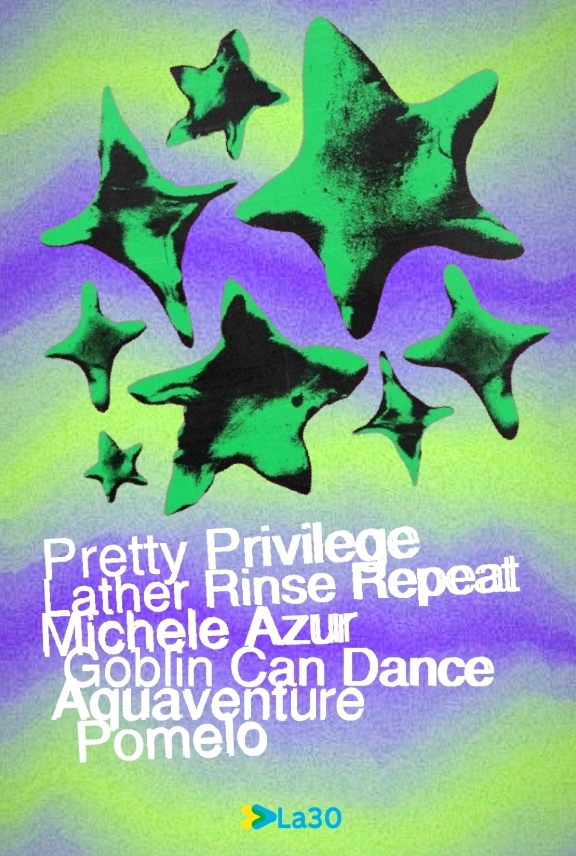 Pretty Privilege
Lather Rinse Repeat
Michele Azur
Goblin Can Dance
Aquaventure
Pomelo
La30